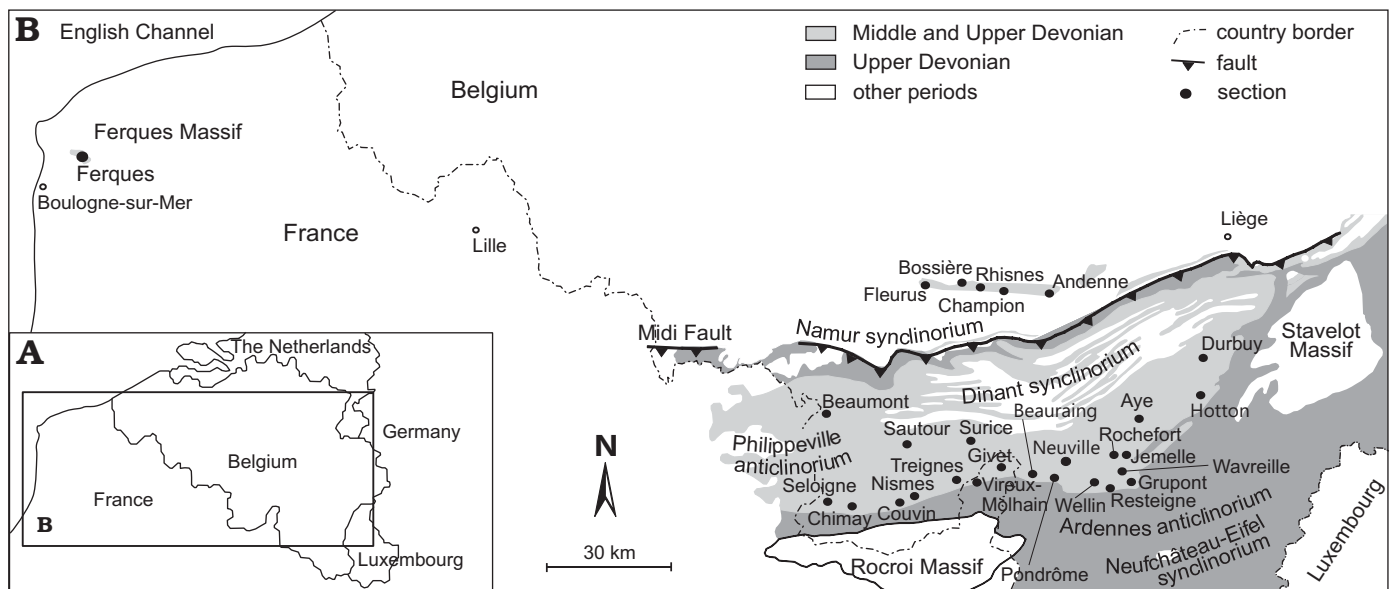 B
English Channel
Ferques Massif
Ferques
Boulogne-sur-Mer
France
Belgium
Lille
Middle and Upper Devonian
Upper Devonian
other periods
country border
fault
section
Liège
Bossière
Rhisnes
Andenne
Fleurus
Champion
Midi Fault
Namur synclinorium
Stavelot
Massif
Durbuy
Dinant synclinorium
Beauraing
Aye
Hotton
Beaumont
Sautour
Surice
Philippeville
anticlinorium
Givet
Neuville
Rochefort
Jemelle
Wavreille
Treignes
Nismes
Seloigne
Vireux-
Molhain
Wellin
Grupont
Resteigne
Chimay
Couvin
Ardennes anticlinorium
Neufchâteau-Eifel
synclinorium
Luxembourg
Rocroi Massif
Pondrôme
N
30 km
A
The Netherlands
Germany
Belgium
France
B
Luxembourg